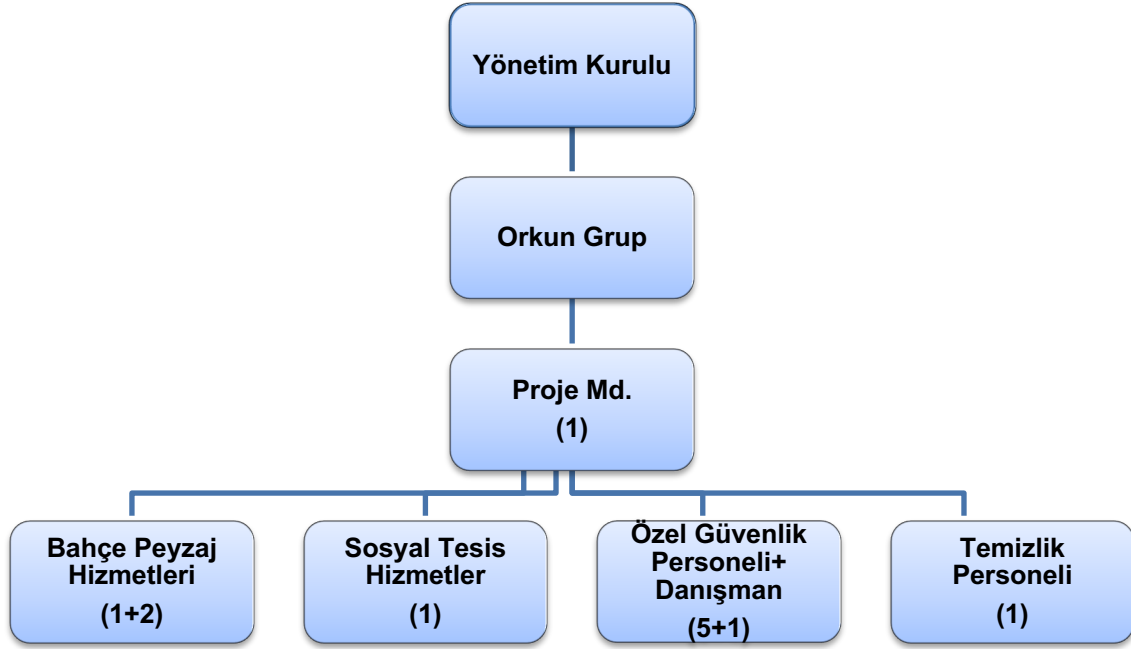 Yönetim Kurulu
Orkun Grup
Proje Md.
(1)
Bahçe Peyzaj
Hizmetleri
(1+2)
Sosyal Tesis
Hizmetler
(1)
Özel Güvenlik
Personeli+
Danışman
(5+1)
Temizlik
Personeli
(1)